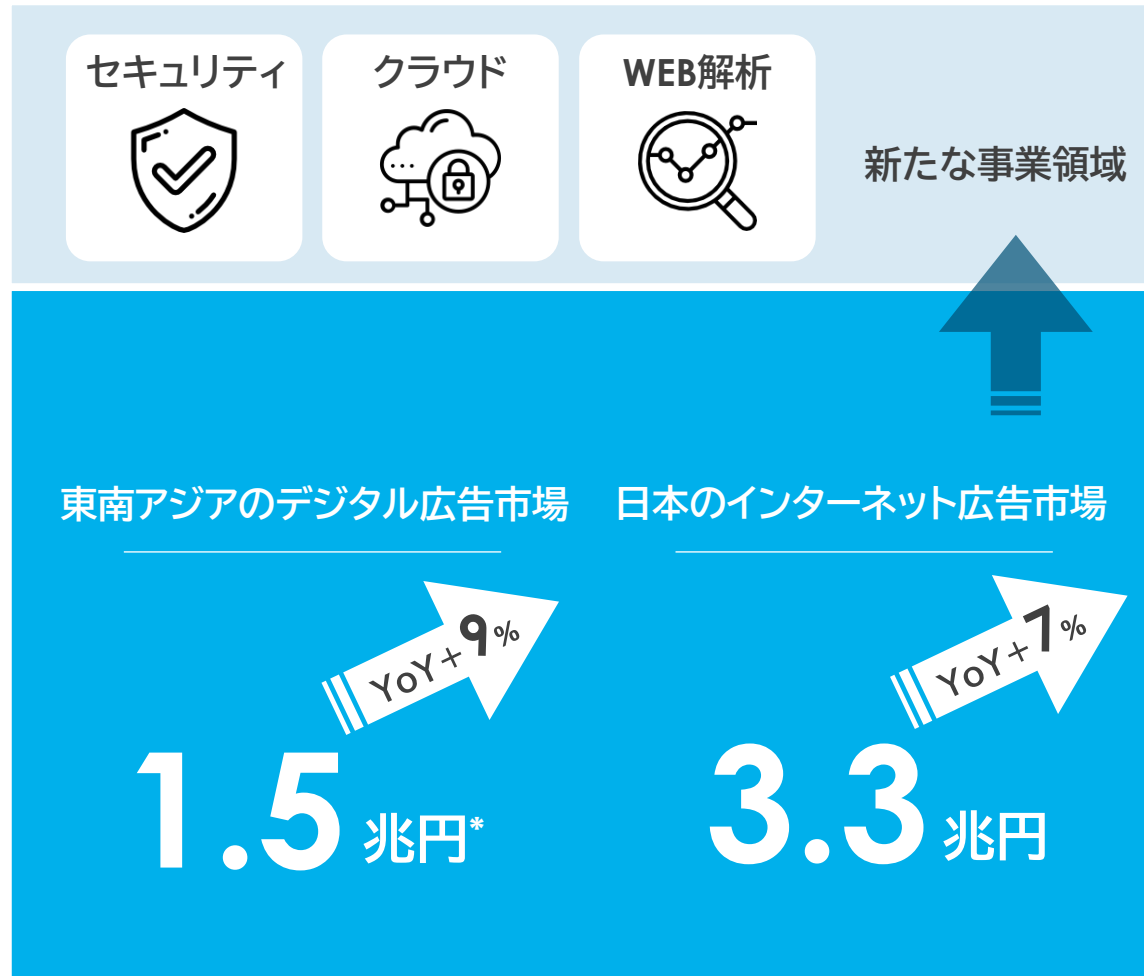 セキュリティ
クラウド
WEB解析
新たな事業領域
東南アジアのデジタル広告市場
日本のインターネット広告市場
YoY+9%
YoY+7%
1.5兆円*
3.3兆円